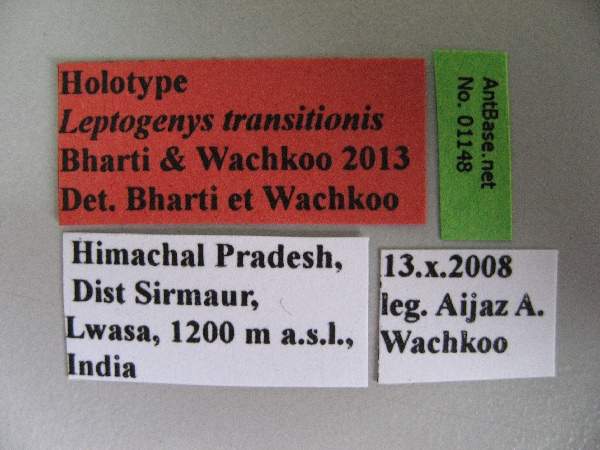 Holotype
Leptogenys transitionis
Bharti & Wachkoo 2013
Det. Bharti et Wachkoo
AntBase.net
No. 01148
Himachal Pradesh,
Dist Sirmaur,
Lwasa, 1200 m a.s.l.,
India
13.x.2008
leg. Aijaz A.
Wachkoo